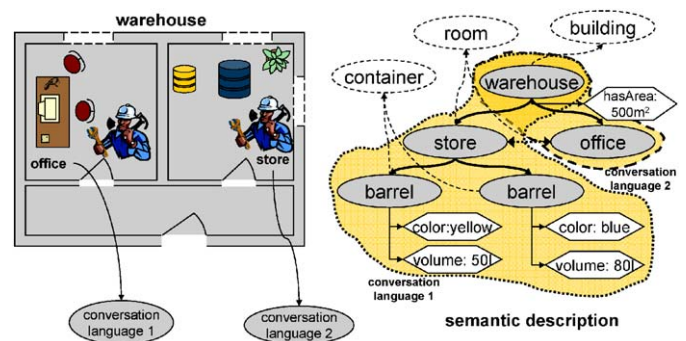 warehouse
office
store
conversation
language 1
conversation
language 2
building
room
container
warehouse
hasArea:
500m²
store
office
conversation
language 2
barrel
barrel
color:yellow
color: blue
volume: 50l
volume: 80l
conversation
language 1
semantic description